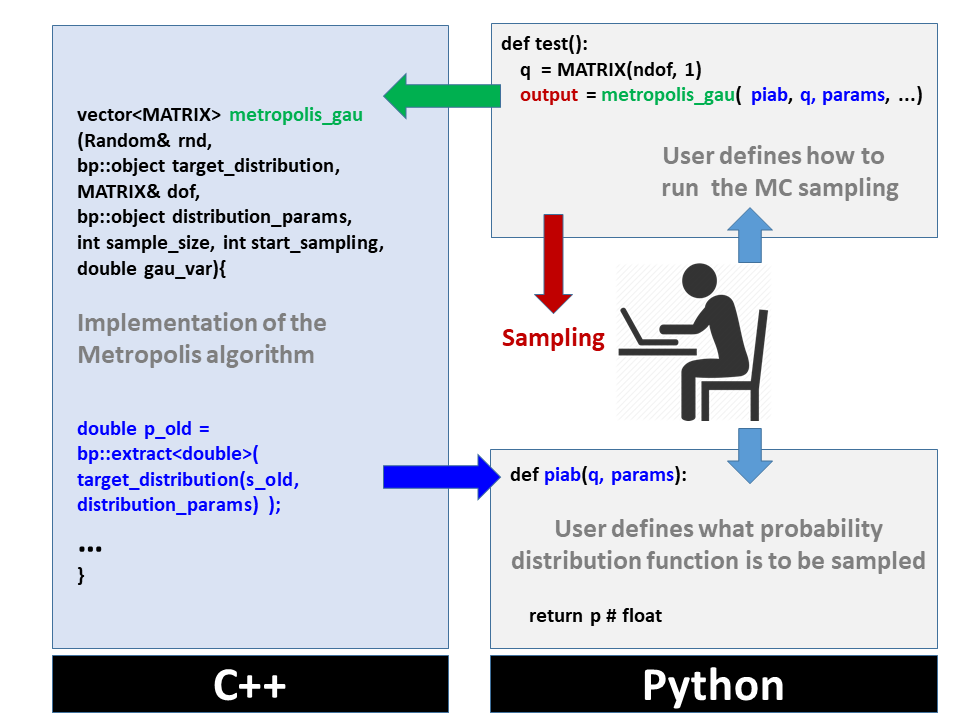 vector<MATRIX> metropolis_gau
(Random& rnd,
bp::object target_distribution,
MATRIX& dof,
bp::object distribution_params,
int sample_size, int start_sampling,
double gau_var){
Implementation of the
Metropolis algorithm
double p_old =
bp::extract<double>(
target_distribution(s_old,
distribution_params) );
...
}
C++
def test():
q = MATRIX(ndof, 1)
output = metropolis_gau( piab, q, params, ...)
User defines how to
run the MC sampling
Sampling
def piab(q, params):
User defines what probability
distribution function is to be sampled
return p # float
Python